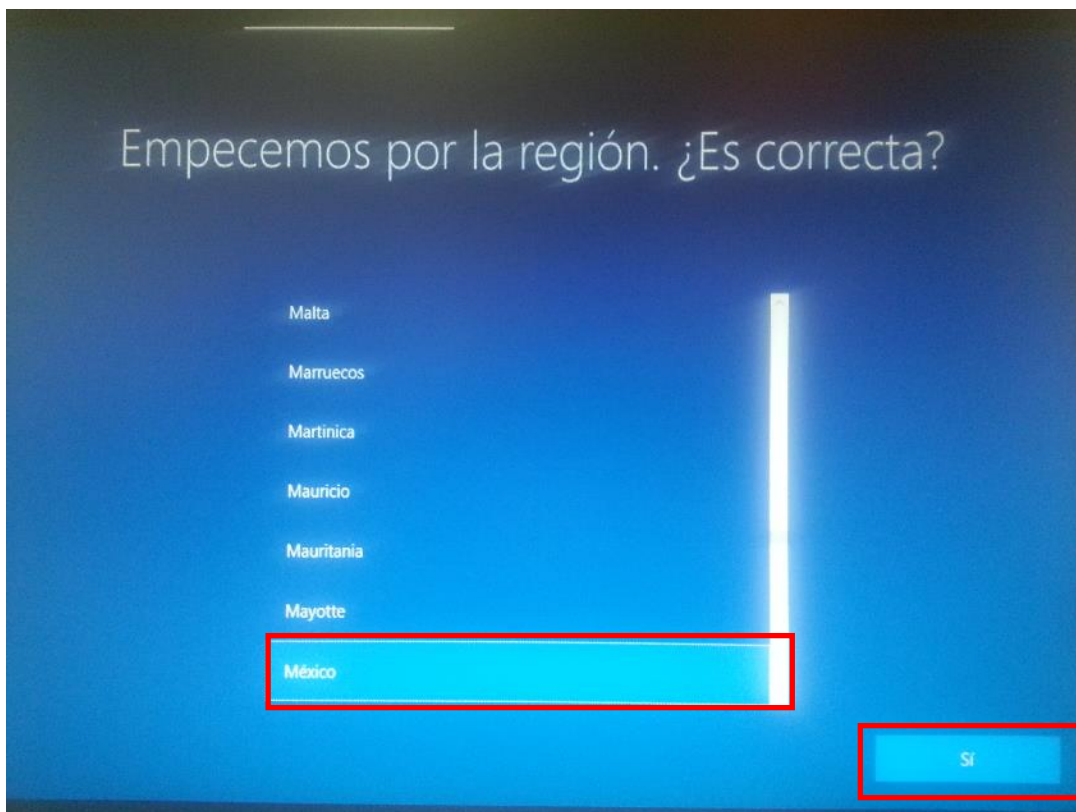 Empecemos por la región. ¿Es correcta?
Malta
Marruecos
Martinica
Mauricio
Mauritania
Mayotte
México
Sí